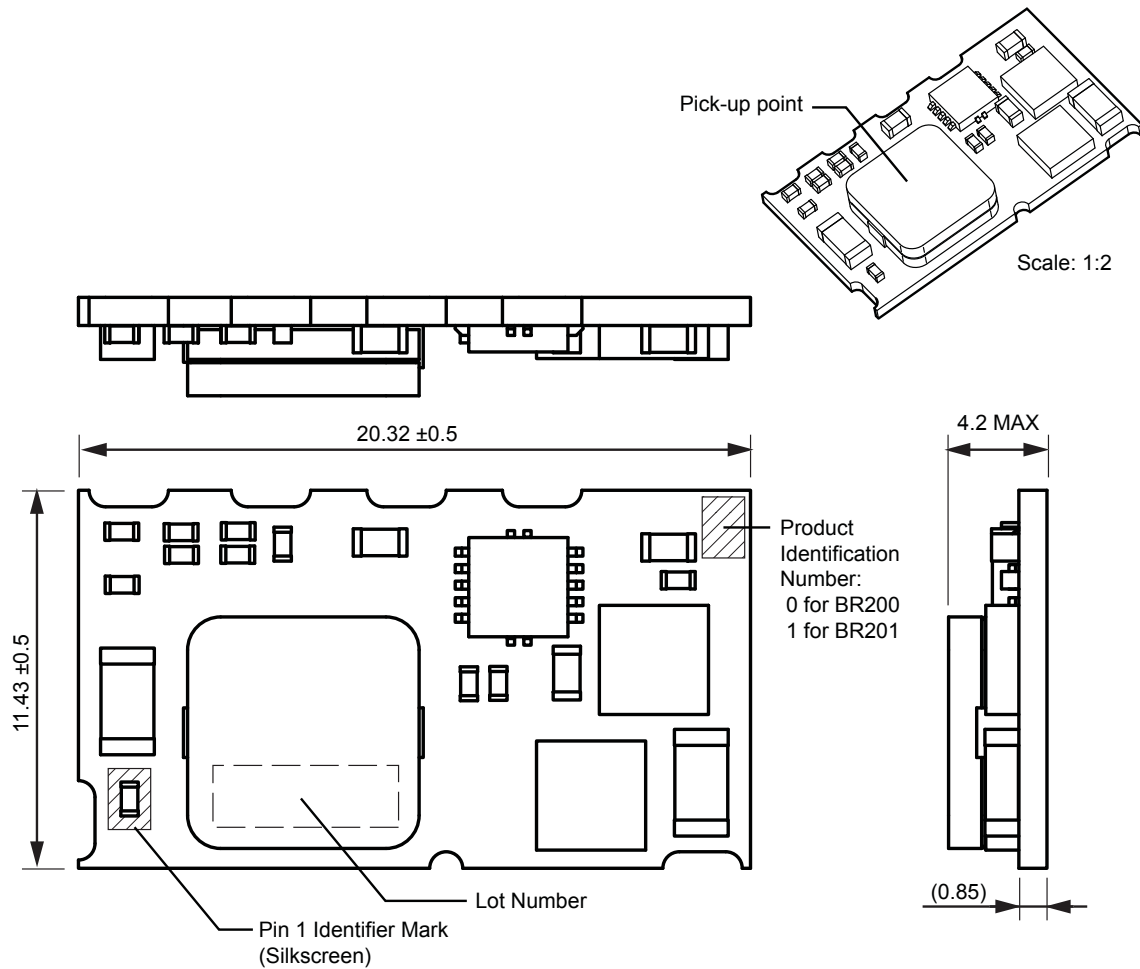 Pick-up point
Scale: 1:2
20.32 ±0.5
4.2 MAX
11.43 ±0.5
Product
Identification
Number:
0 for BR200
1 for BR201
(0.85)
Lot Number
Pin 1 Identifier Mark
(Silkscreen)